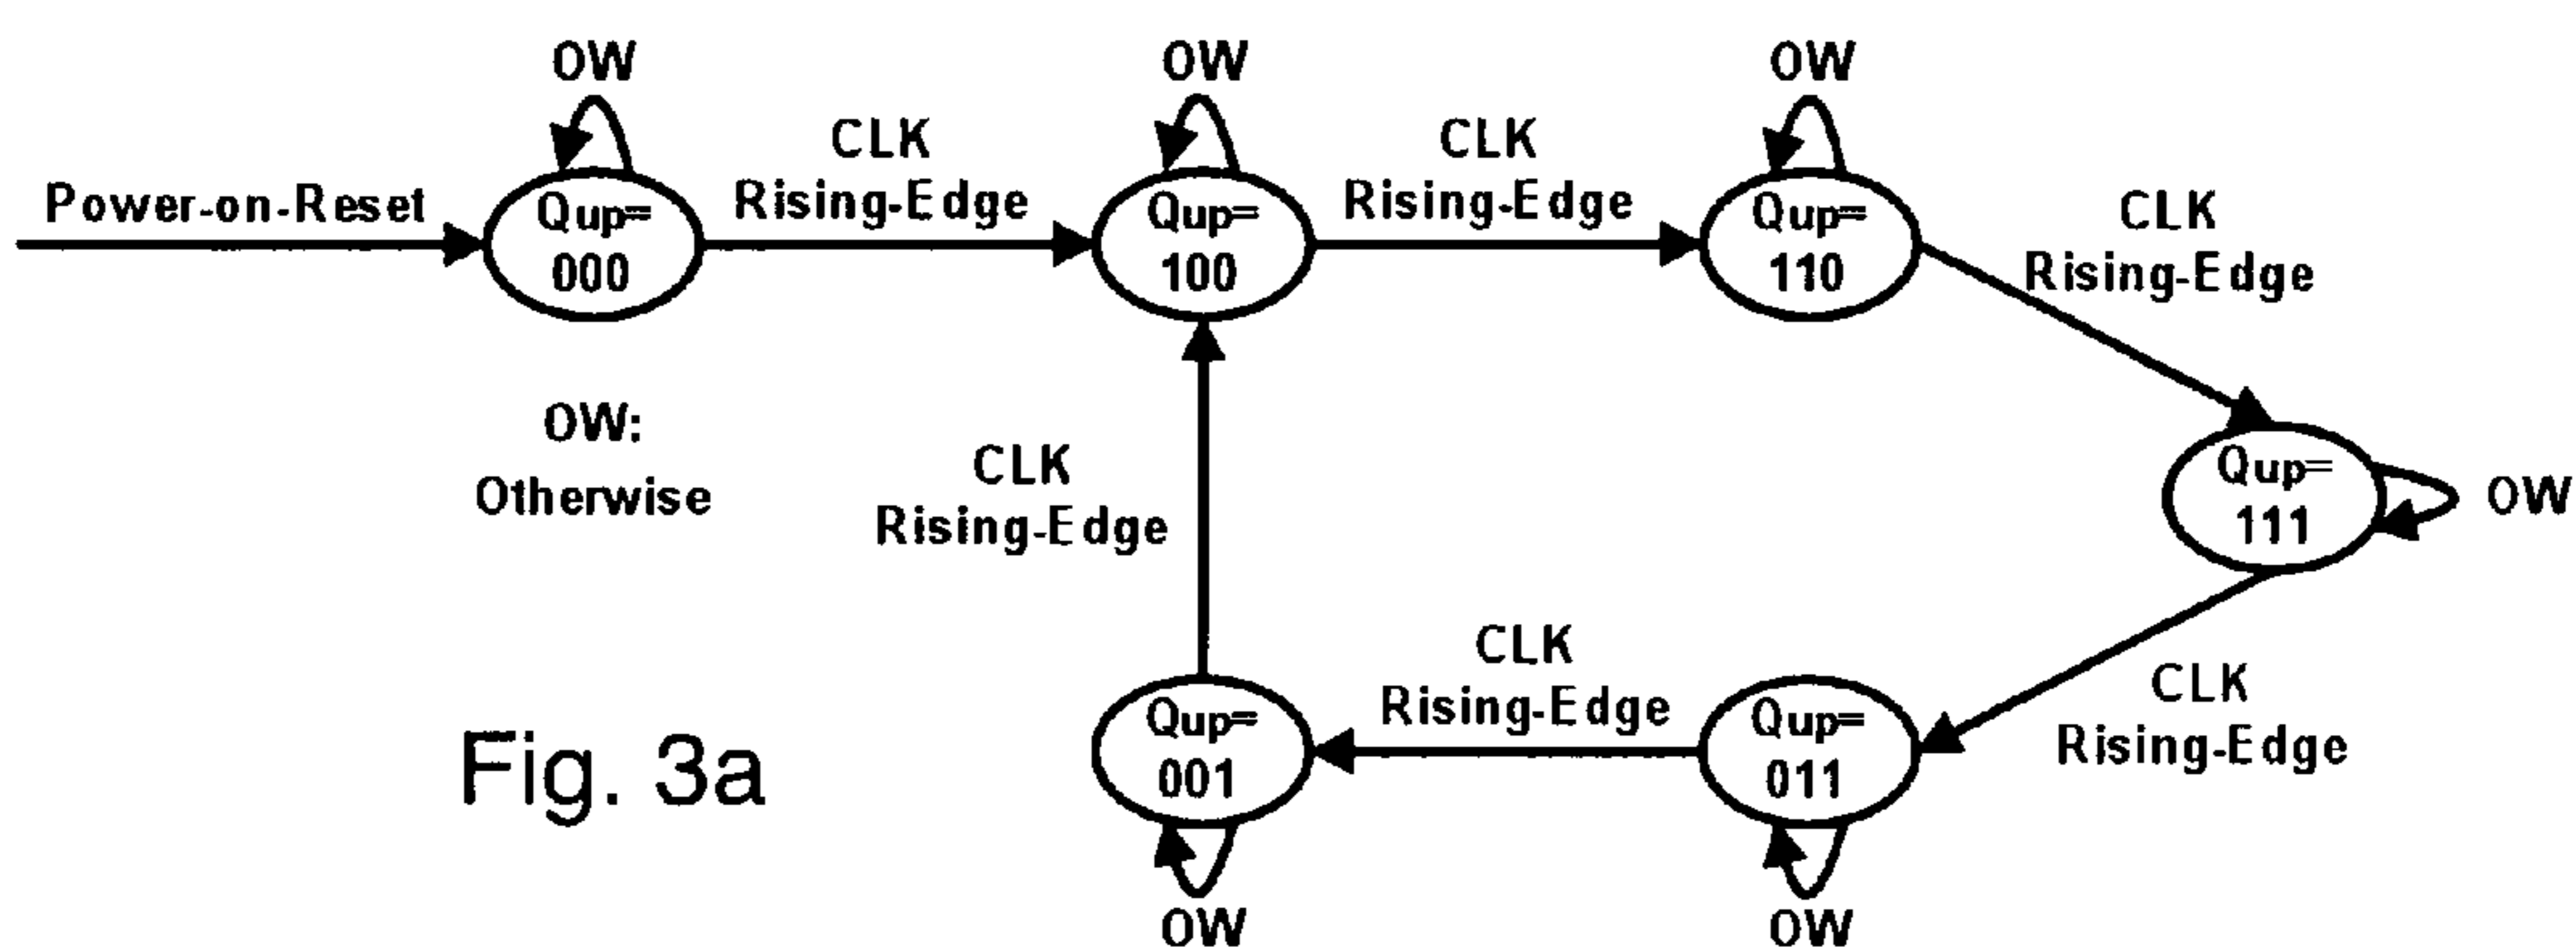 OW
OW
OW
Power-on-Reset
Qup=
000
CLK
Rising-Edge
Qup=
100
CLK
Rising-Edge
Qup=
110
CLK
Rising-Edge
OW:
Otherwise
CLK
Rising-Edge
Qup=
111
OW
CLK
Rising-Edge
Qup=
011
CLK
Rising-Edge
Qup=
001
OW
OW
Fig. 3a